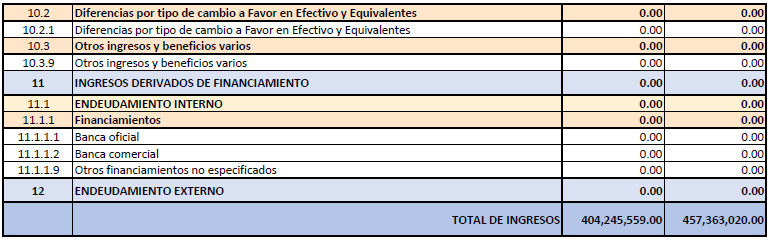 10.2 Diferencias por tipo de cambio a Favor en Efectivo y Equivalentes 0.00 0.00
10.2.1 Diferencias por tipo de cambio a Favor en Efectivo y Equivalentes 0.00 0.00
10.3 Otros ingresos y beneficios varios 0.00 0.00
10.3.9 Otros ingresos y beneficios varios 0.00 0.00
11 INGRESOS DERIVADOS DE FINANCIAMIENTO 0.00 0.00
11.1 ENDEUDAMIENTO INTERNO 0.00 0.00
11.1.1 Financiamientos 0.00 0.00
11.1.1.1 Banca oficial 0.00 0.00
11.1.1.2 Banca comercial 0.00 0.00
11.1.1.9 Otros financiamientos no especificados 0.00 0.00
12 ENDEUDAMIENTO EXTERNO 0.00 0.00
TOTAL DE INGRESOS 404,245,559.00 457,363,020.00